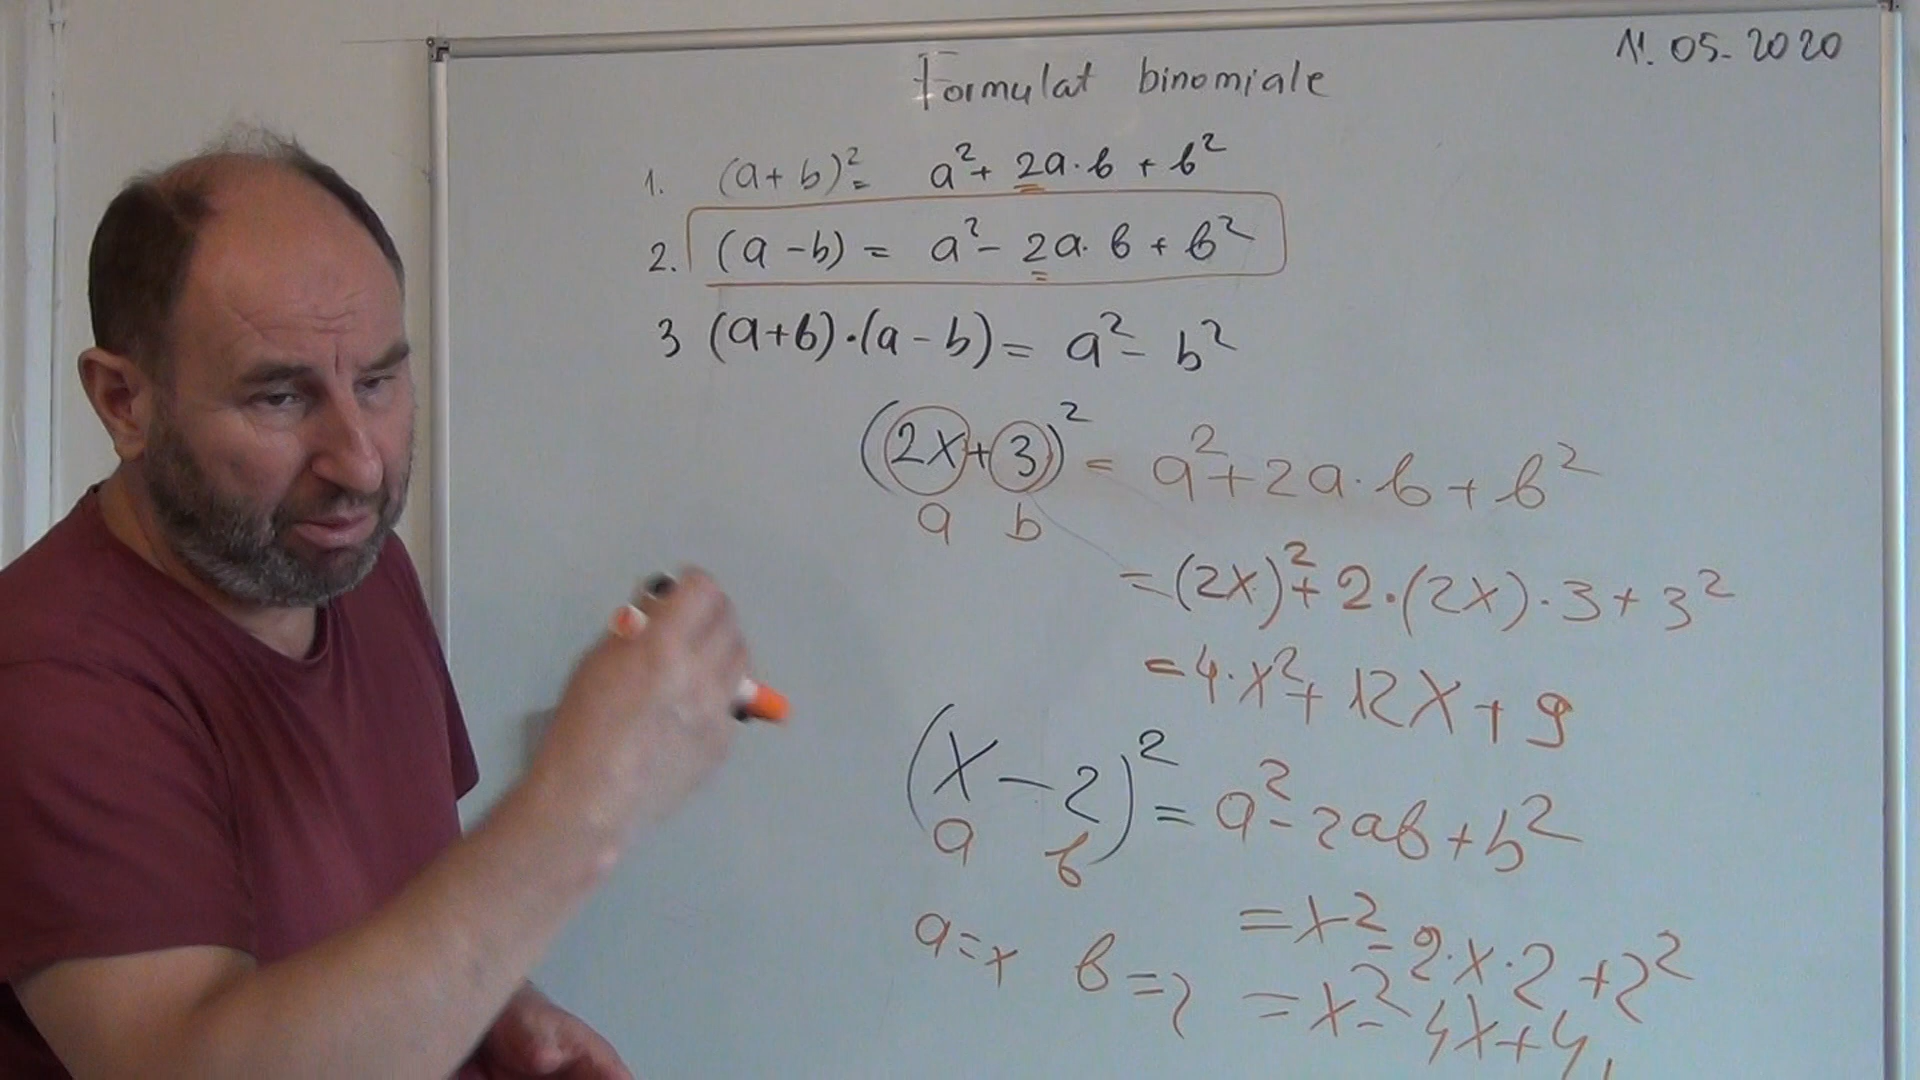 11.05-2020
Formulat binomiale
1. (a+b)²= a²+2a·b+b²
2. (a-b) = a²-2a·b+b²
3 (a+b)·(a-b)= a²-b²
(2x+3)² = a²+2a·b+b²
a b
=(2x)²+2·(2x)·3+3²
=4·x²+12x+9
(x-2)² = a²-2ab+b²
a b
=x²-2·x·2+2²
a=x b=2
=x²-4x+4